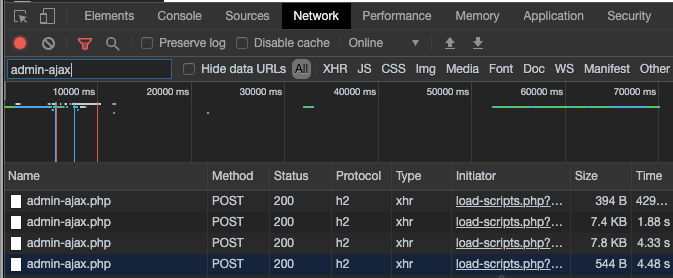 Elements Console Sources Network Performance Memory Application Security
Preserve log Disable cache Online
admin-ajax Hide data URLs All XHR JS CSS Img Media Font Doc WS Manifest Other
10000 ms 20000 ms 30000 ms 40000 ms 50000 ms 60000 ms 70000 ms
Name Method Status Protocol Type Initiator Size Time
admin-ajax.php POST 200 h2 xhr load-scripts.php?... 394 B 429...
admin-ajax.php POST 200 h2 xhr load-scripts.php?... 7.4 KB 1.88 s
admin-ajax.php POST 200 h2 xhr load-scripts.php?... 7.8 KB 4.33 s
admin-ajax.php POST 200 h2 xhr load-scripts.php?... 544 B 4.48 s